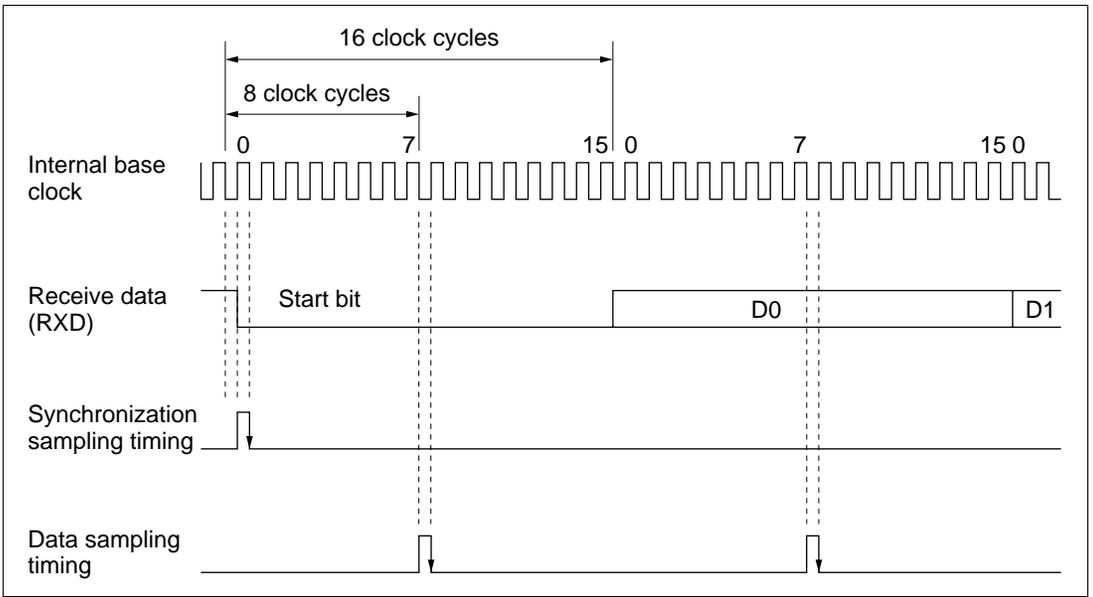 16 clock cycles
8 clock cycles
0 7 15 0 7 15 0
Internal base
clock
Receive data
(RXD)
Start bit
D0
D1
Synchronization
sampling timing
Data sampling
timing